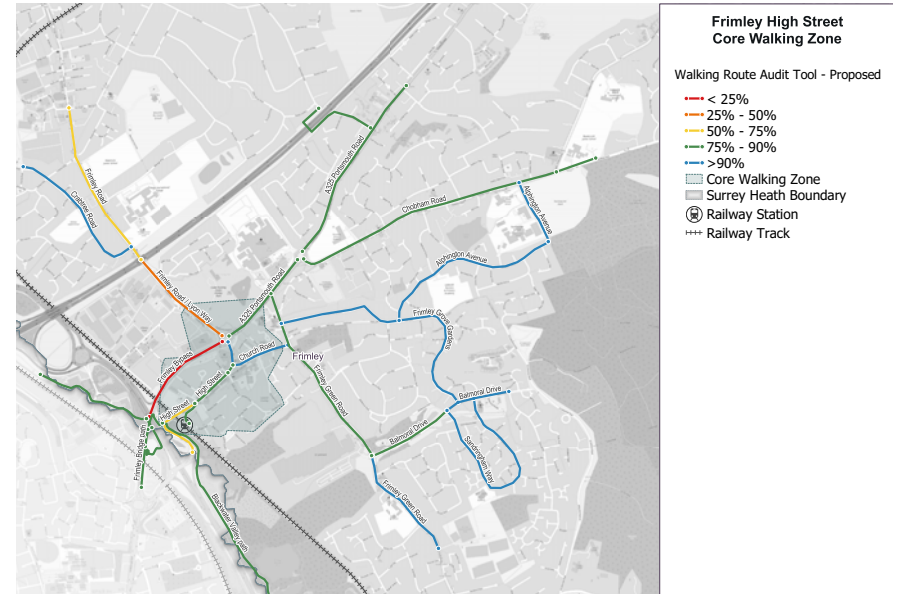 Frimley High Street
Core Walking Zone
Walking Route Audit Tool - Proposed
< 25%
25% - 50%
50% - 75%
75% - 90%
>90%
Core Walking Zone
Surrey Heath Boundary
Railway Station
Railway Track
Frimley Road
Crabtree Road
A325 Portsmouth Road
Chobham Road
Alphington Avenue
Alphington Avenue
Frimley Road / Lyon Way
A325 Portsmouth Road
Frimley Grove Gardens
Church Road
Frimley
Frimley Bypass
High Street
High Street
Frimley Green Road
Balmoral Drive
Balmoral Drive
Sandringham Way
Frimley Bridge path
Frimley Green Road
Blackwater Valley path